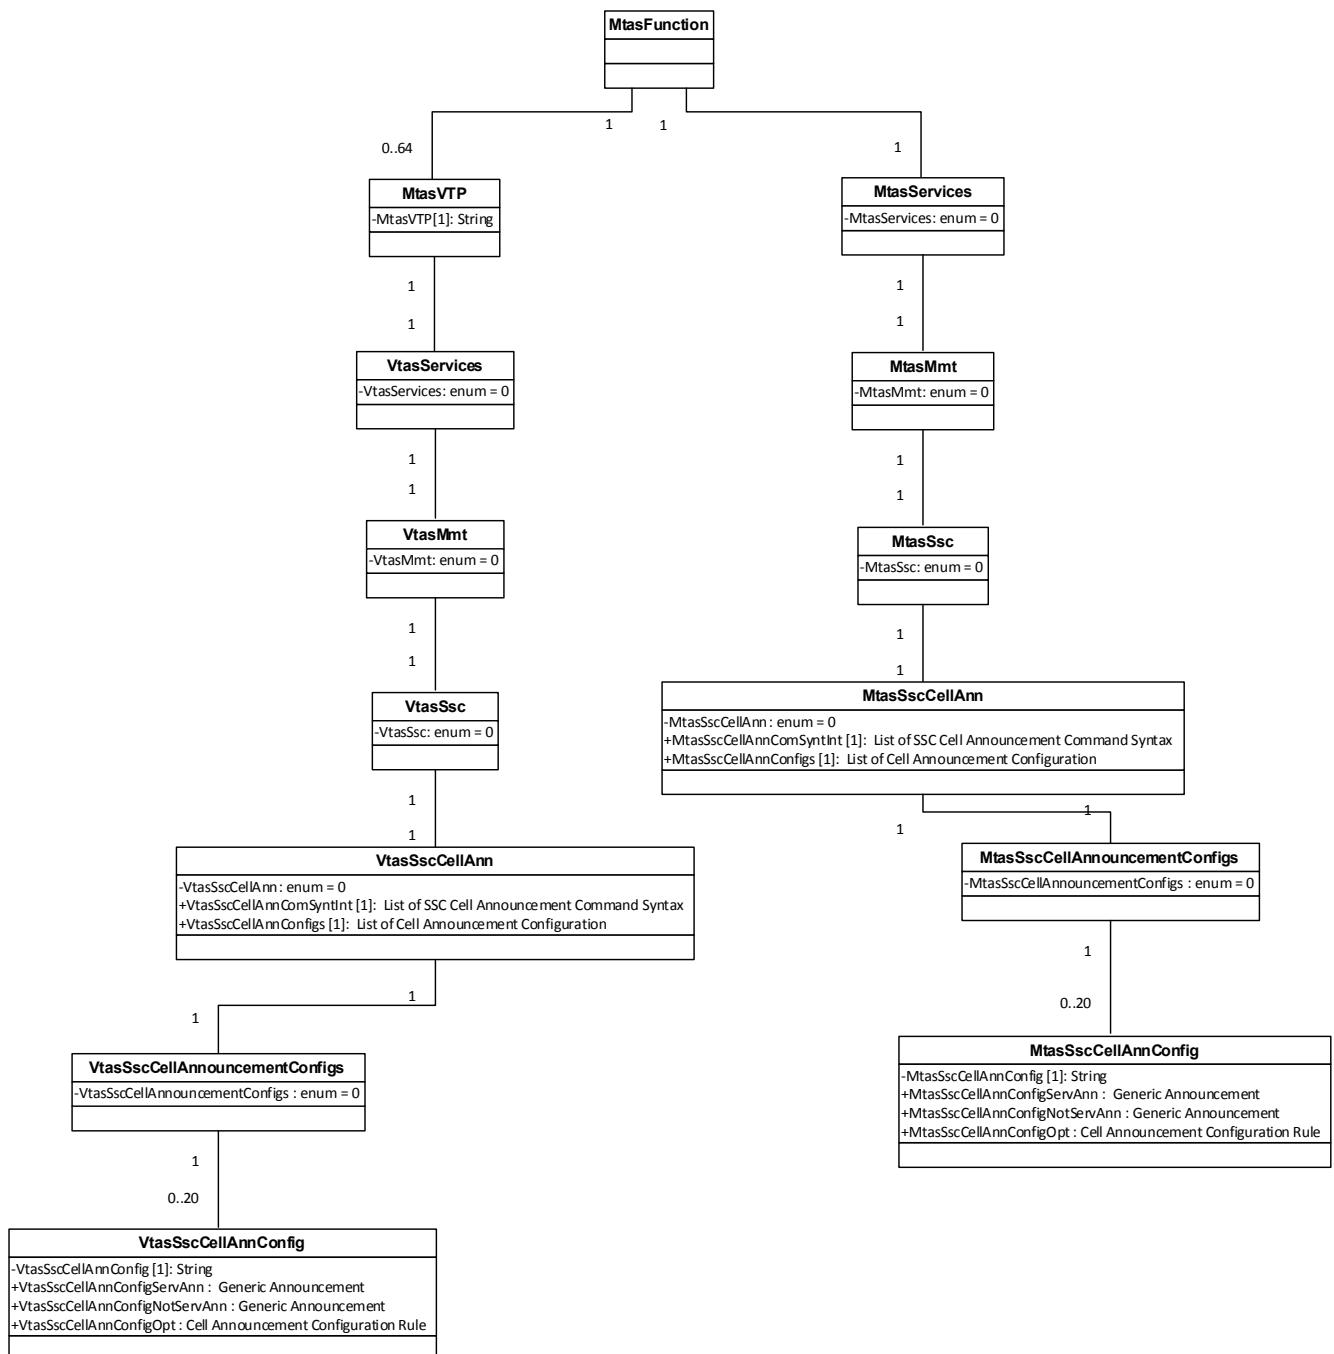 MtasFunction
1
1
0..64
1
MtasVTP
-MtasVTP[1]: String
MtasServices
-MtasServices: enum = 0
1
1
1
1
VtasServices
-VtasServices: enum = 0
MtasMmt
-MtasMmt: enum = 0
1
1
1
1
VtasMmt
-VtasMmt: enum = 0
MtasSsc
-MtasSsc: enum = 0
1
1
1
1
VtasSsc
-VtasSsc: enum = 0
MtasSscCellAnn
-MtasSscCellAnn : enum = 0
+MtasSscCellAnnComSyntInt [1]: List of SSC Cell Announcement Command Syntax
+MtasSscCellAnnConfigs [1]: List of Cell Announcement Configuration
1
1
1
1
VtasSscCellAnn
-VtasSscCellAnn : enum = 0
+VtasSscCellAnnComSyntInt [1]: List of SSC Cell Announcement Command Syntax
+VtasSscCellAnnConfigs [1]: List of Cell Announcement Configuration
MtasSscCellAnnouncementConfigs
-MtasSscCellAnnouncementConfigs : enum = 0
1
1
1
0..20
VtasSscCellAnnouncementConfigs
-VtasSscCellAnnouncementConfigs : enum = 0
MtasSscCellAnnConfig
-MtasSscCellAnnConfig [1]: String
+MtasSscCellAnnConfigServAnn : Generic Announcement
+MtasSscCellAnnConfigNotServAnn : Generic Announcement
+MtasSscCellAnnConfigOpt : Cell Announcement Configuration Rule
1
0..20
VtasSscCellAnnConfig
-VtasSscCellAnnConfig [1]: String
+VtasSscCellAnnConfigServAnn : Generic Announcement
+VtasSscCellAnnConfigNotServAnn : Generic Announcement
+VtasSscCellAnnConfigOpt : Cell Announcement Configuration Rule